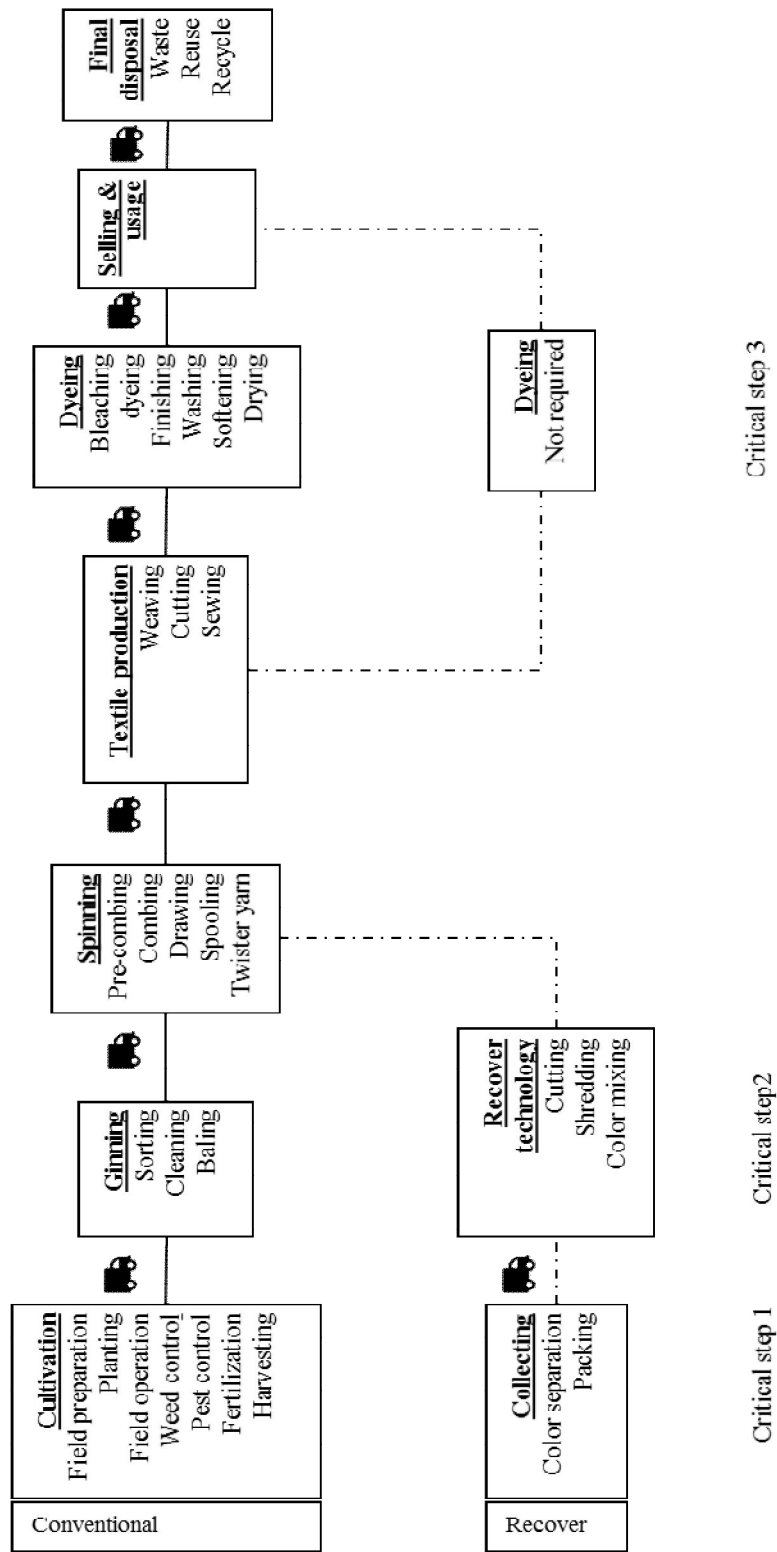 Conventional
Cultivation
Field preparation
Planting
Field operation
Weed control
Pest control
Fertilization
Harvesting
Ginning
Sorting
Cleaning
Baling
Spinning
Pre-combing
Combing
Drawing
Spooling
Twister yarn
Textile production
Weaving
Cutting
Sewing
Dyeing
Bleaching
dyeing
Finishing
Washing
Softening
Drying
Selling &
usage
Final
disposal
Waste
Reuse
Recycle
Recover
Collecting
Color separation
Packing
Recover
technology
Cutting
Shredding
Color mixing
Dyeing
Not required
Critical step 1
Critical step2
Critical step 3